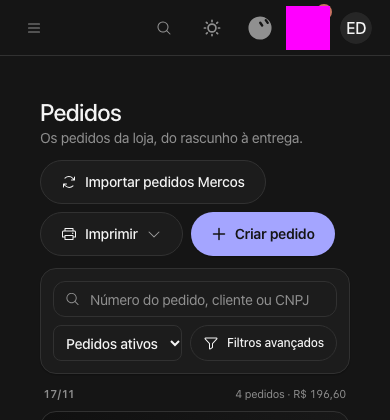 ED
Pedidos
Os pedidos da loja, do rascunho à entrega.
Importar pedidos Mercos
Imprimir
Criar pedido
Número do pedido, cliente ou CNPJ
Pedidos ativos
Filtros avançados
17/11
4 pedidos · R$ 196,60